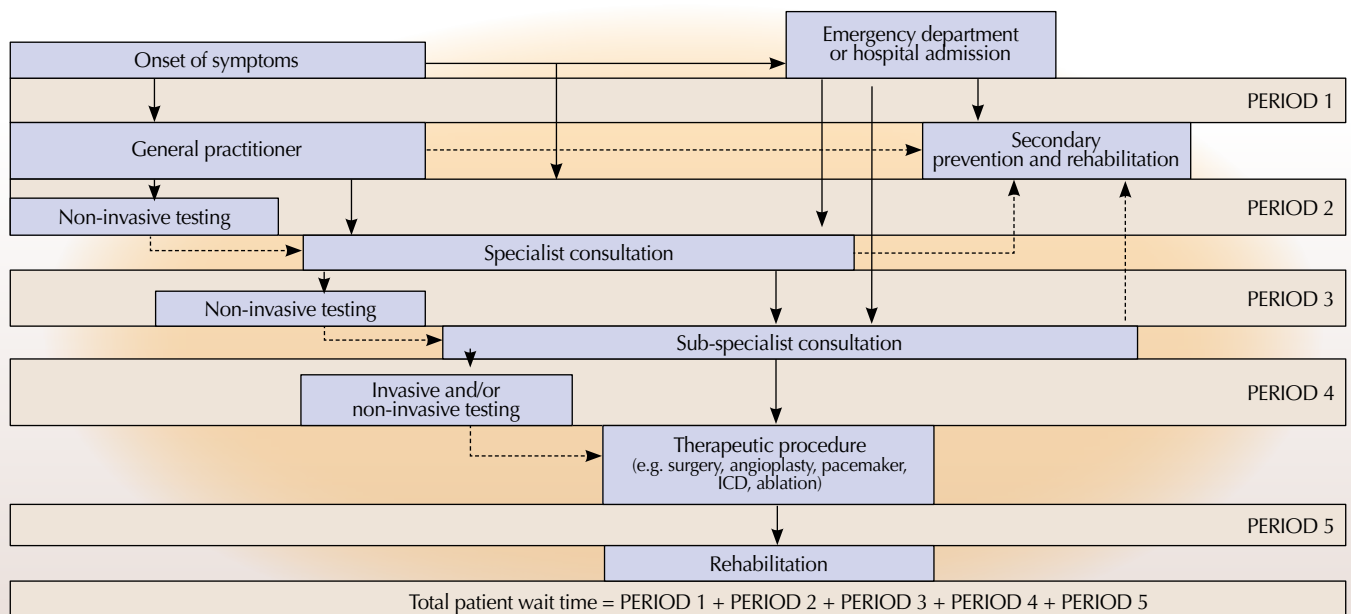 Emergency department
or hospital admission
Onset of symptoms
PERIOD 1
General practitioner
Secondary
prevention and rehabilitation
PERIOD 2
Non-invasive testing
Specialist consultation
PERIOD 3
Non-invasive testing
Sub-specialist consultation
PERIOD 4
Invasive and/or
non-invasive testing
Therapeutic procedure
(e.g. surgery, angioplasty, pacemaker,
ICD, ablation)
PERIOD 5
Rehabilitation
Total patient wait time = PERIOD 1 + PERIOD 2 + PERIOD 3 + PERIOD 4 + PERIOD 5